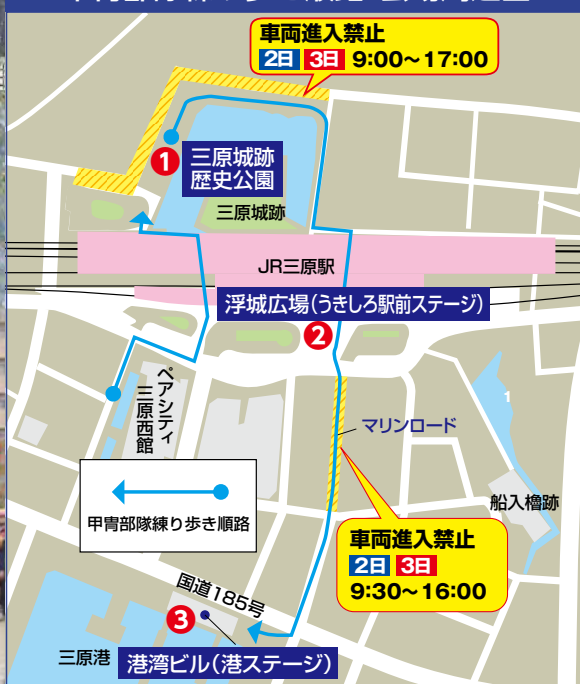 車両進入禁止
2日 3日 9:00~17:00
1 三原城跡
歴史公園
三原城跡
JR三原駅
浮城広場(うきしろ駅前ステージ)
2
ペアシティ
三原西館
1
マリンロード
船入櫓跡
甲冑部隊練り歩き順路
車両進入禁止
2日 3日
9:30~16:00
国道185号
3
三原港
港湾ビル(港ステージ)